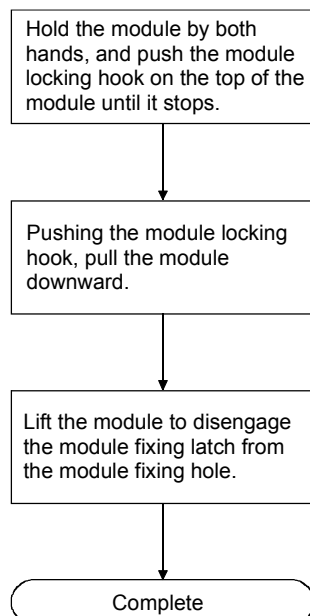 Hold the module by both
hands, and push the module
locking hook on the top of the
module until it stops.
Pushing the module locking
hook, pull the module
downward.
Lift the module to disengage
the module fixing latch from
the module fixing hole.
Complete